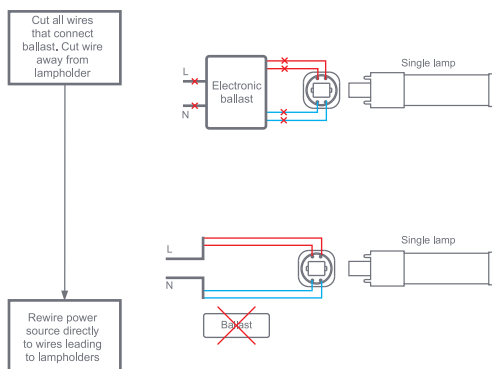 Cut all wires
that connect
ballast. Cut wire
away from
lampholder
L
N
Electronic
ballast
Single lamp
L
N
Ballast
Single lamp
Rewire power
source directly
to wires leading
to lampholders